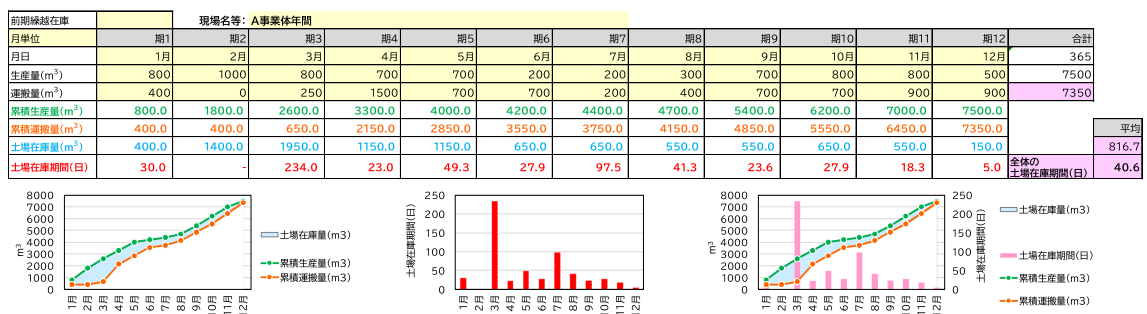 前期繰越在庫 現場名等: A事業体年間
月単位 期1 期2 期3 期4 期5 期6 期7 期8 期9 期10 期11 期12 合計
月日 1月 2月 3月 4月 5月 6月 7月 8月 9月 10月 11月 12月 365
生産量(m³) 800 1000 800 700 700 200 200 300 700 800 800 500 7500
運搬量(m³) 400 0 250 1500 700 700 200 400 700 700 900 900 7350
累積生産量(m³) 800.0 1800.0 2600.0 3300.0 4000.0 4200.0 4400.0 4700.0 5400.0 6200.0 7000.0 7500.0
累積運搬量(m³) 400.0 400.0 650.0 2150.0 2850.0 3550.0 3750.0 4150.0 4850.0 5550.0 6450.0 7350.0 平均
土場在庫量(m³) 400.0 1400.0 1950.0 1150.0 1150.0 650.0 650.0 550.0 550.0 650.0 550.0 150.0 816.7
土場在庫期間(日) 30.0 - 234.0 23.0 49.3 27.9 97.5 41.3 23.6 27.9 18.3 5.0 全体の
土場在庫期間(日) 40.6
8000
7000
6000
5000
4000
3000
2000
1000
0
m³
1月 2月 3月 4月 5月 6月 7月 8月 9月 10月 11月 12月
土場在庫量(m3)
累積生産量(m3)
累積運搬量(m3)
250
200
150
100
50
0
土場在庫期間(日)
1月 2月 3月 4月 5月 6月 7月 8月 9月 10月 11月 12月
8000
7000
6000
5000
4000
3000
2000
1000
0
m³
250
200
150
100
50
0
土場在庫期間(日)
1月 2月 3月 4月 5月 6月 7月 8月 9月 10月 11月 12月
土場在庫量(m3)
土場在庫期間(日)
累積生産量(m3)
累積運搬量(m3)